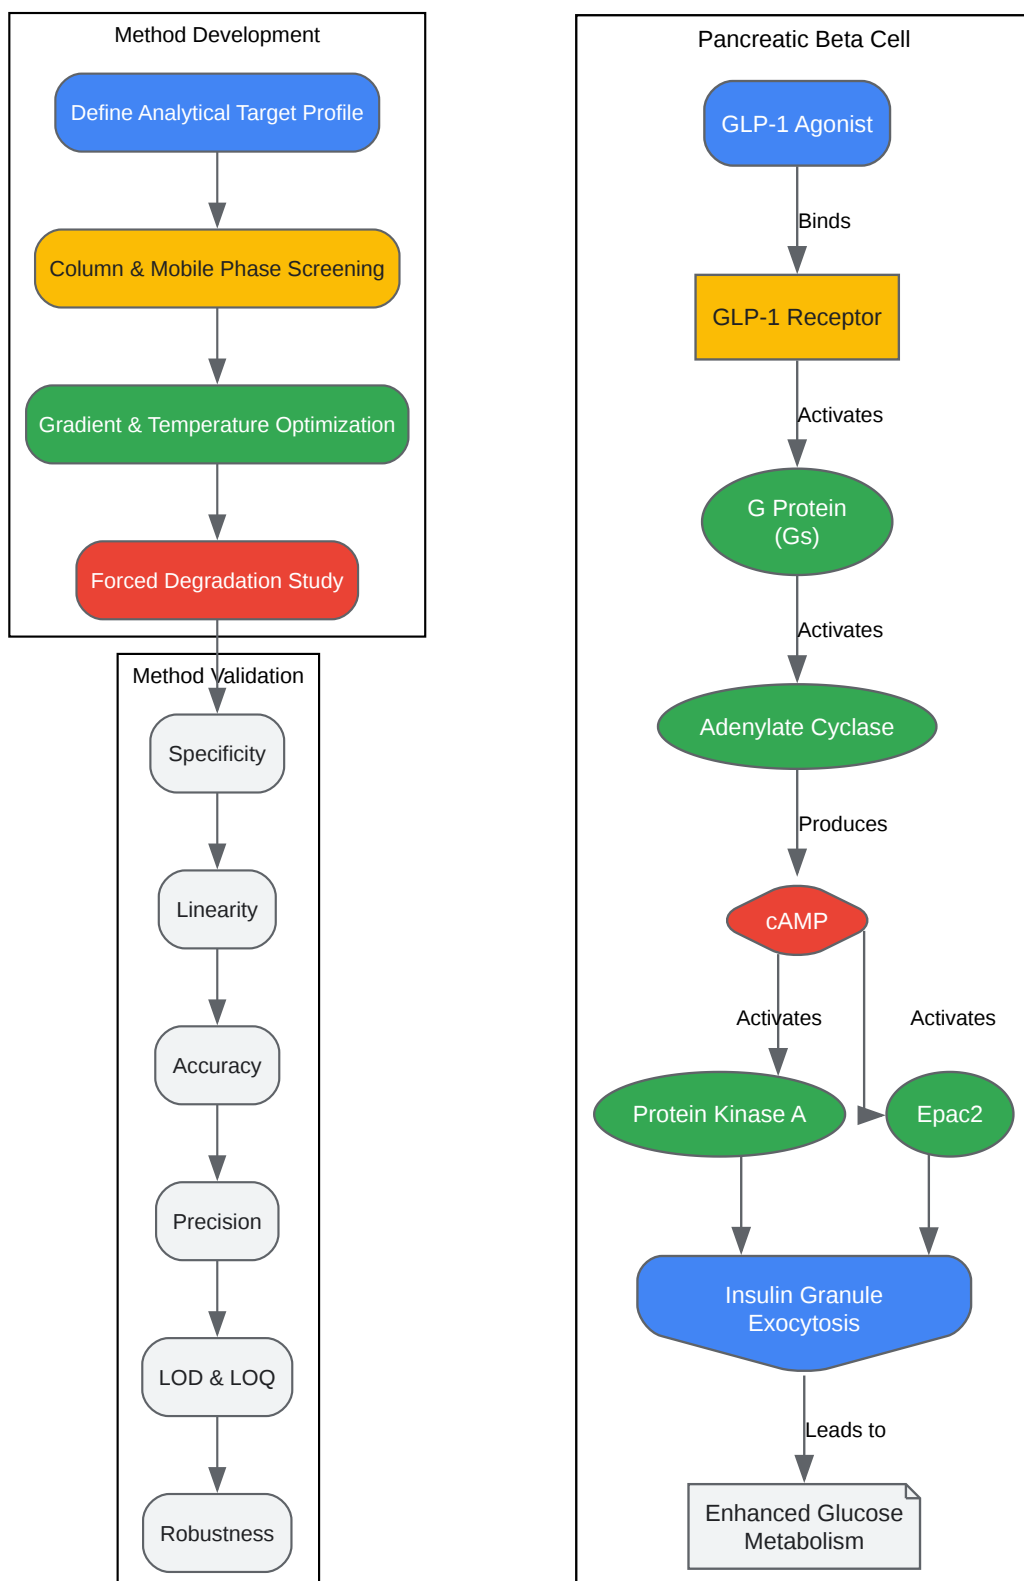 Method Development
Define Analytical Target Profile
Column & Mobile Phase Screening
Gradient & Temperature Optimization
Forced Degradation Study
Method Validation
Specificity
Linearity
Accuracy
Precision
LOD & LOQ
Robustness
Pancreatic Beta Cell
GLP-1 Agonist
Binds
GLP-1 Receptor
Activates
G Protein
(Gs)
Activates
Adenylate Cyclase
Produces
cAMP
Activates
Activates
Protein Kinase A
Epac2
Insulin Granule
Exocytosis
Leads to
Enhanced Glucose
Metabolism